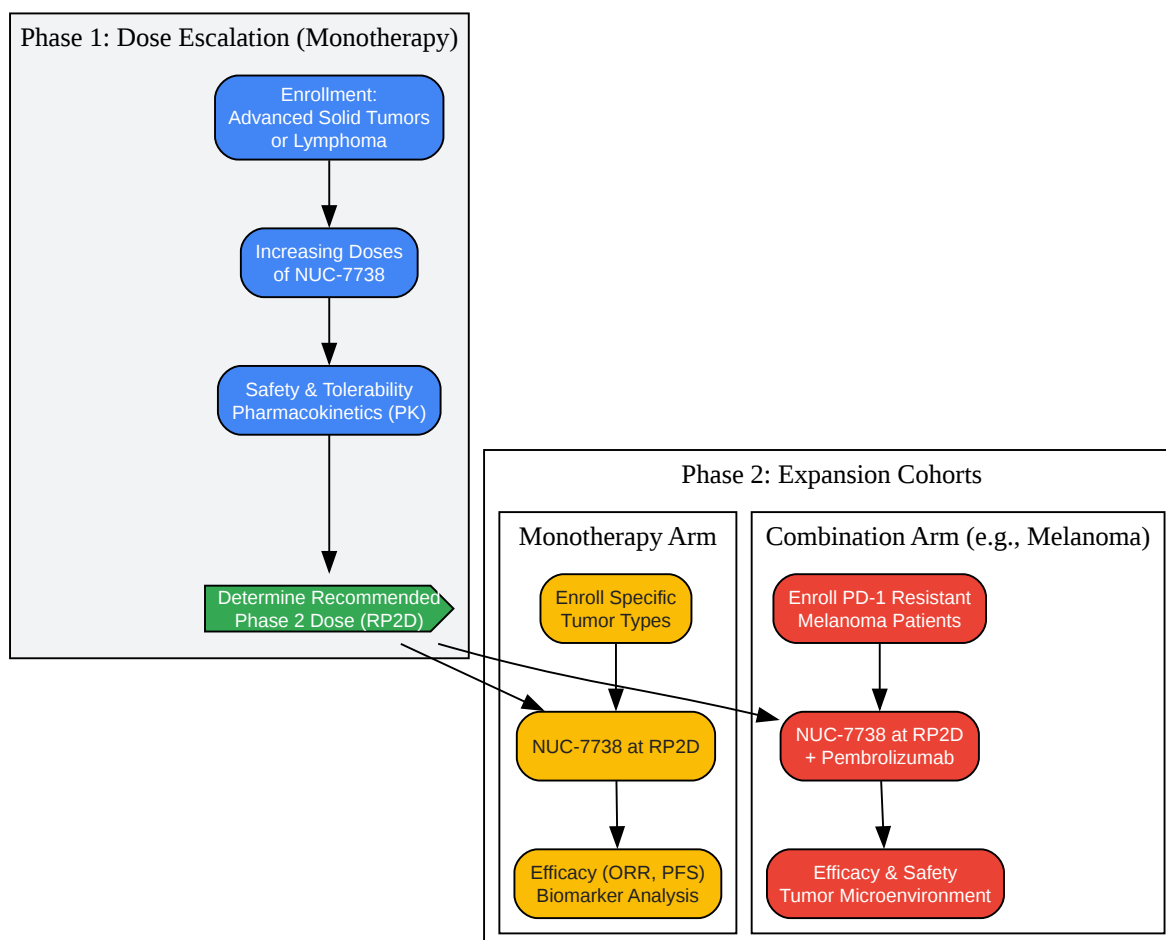 Phase 1: Dose Escalation (Monotherapy)
Enrollment:
Advanced Solid Tumors
or Lymphoma
Increasing Doses
of NUC-7738
Safety & Tolerability
Pharmacokinetics (PK)
Determine Recommended
Phase 2 Dose (RP2D)
Phase 2: Expansion Cohorts
Monotherapy Arm
Enroll Specific
Tumor Types
NUC-7738 at RP2D
Efficacy (ORR, PFS)
Biomarker Analysis
Combination Arm (e.g., Melanoma)
Enroll PD-1 Resistant
Melanoma Patients
NUC-7738 at RP2D
+ Pembrolizumab
Efficacy & Safety
Tumor Microenvironment